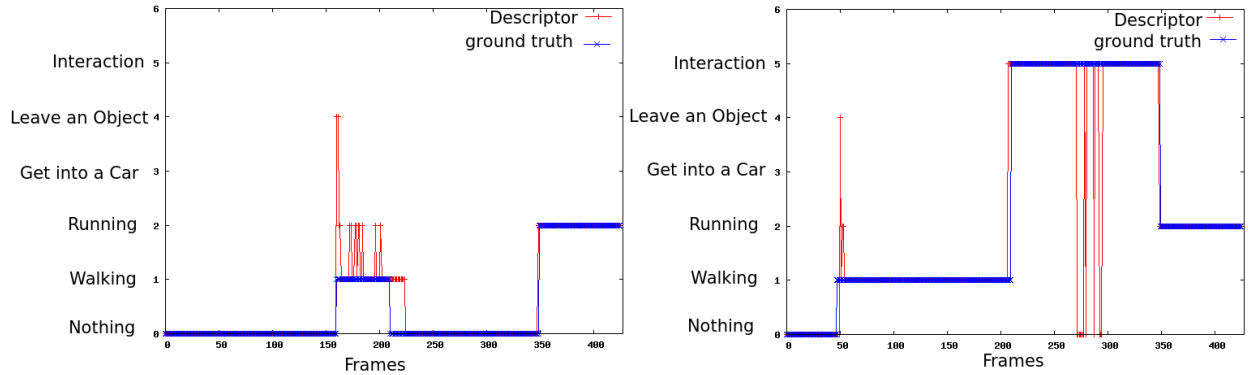 6
Descriptor
ground truth
Interaction
5
Leave an Object
4
Get into a Car
3
Running
2
Walking
1
Nothing
0
0 50 100 150 200 250 300 350 400
Frames
6
Descriptor
ground truth
Interaction
5
Leave an Object
4
Get into a Car
3
Running
2
Walking
1
Nothing
0
0 50 100 150 200 250 300 350 400
Frames